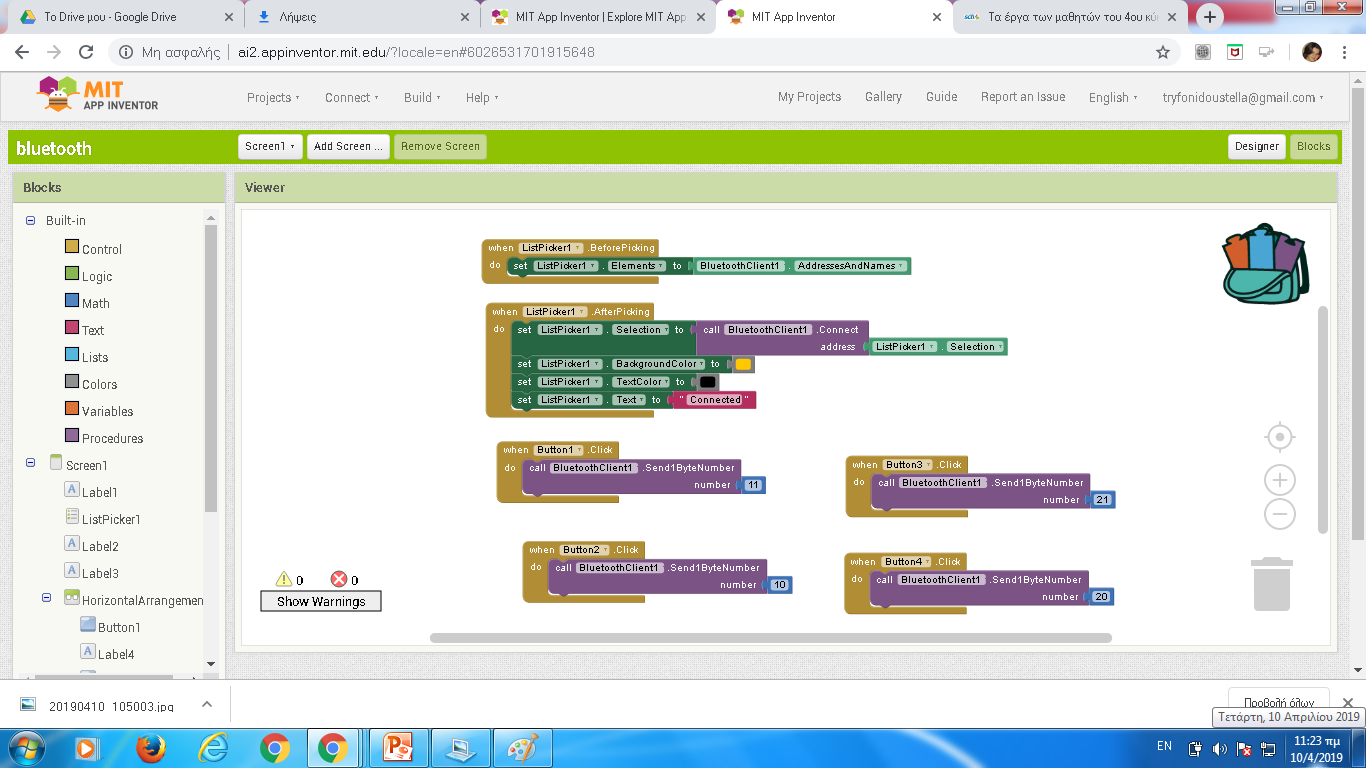 Το Drive μου - Google Drive
Λήψεις
MIT App Inventor | Explore MIT App
MIT App Inventor
Τα έργα των μαθητών του 4ου κύ
Μη ασφαλής | ai2.appinventor.mit.edu/?locale=en#6026531701915648
MIT
APP INVENTOR
Projects
Connect
Build
Help
My Projects
Gallery
Guide
Report an Issue
English
tryfonidoustella@gmail.com
bluetooth
Screen1
Add Screen ...
Remove Screen
Designer
Blocks
Blocks
Viewer
Built-in
Control
Logic
Math
Text
Lists
Colors
Variables
Procedures
Screen1
Label1
ListPicker1
Label2
Label3
HorizontalArrangemen
Button1
Label4
when ListPicker1 .BeforePicking
do set ListPicker1 . Elements to BluetoothClient1 . AddressesAndNames
when ListPicker1 .AfterPicking
do set ListPicker1 . Selection to call BluetoothClient1 .Connect
address ListPicker1 . Selection
set ListPicker1 . BackgroundColor to
set ListPicker1 . TextColor to
set ListPicker1 . Text to " Connected "
when Button1 .Click
do call BluetoothClient1 .Send1ByteNumber
number 11
when Button3 .Click
do call BluetoothClient1 .Send1ByteNumber
number 21
when Button2 .Click
do call BluetoothClient1 .Send1ByteNumber
number 10
when Button4 .Click
do call BluetoothClient1 .Send1ByteNumber
number 20
0 0
Show Warnings
20190410_105003.jpg
Προβολή όλων
Τετάρτη, 10 Απριλίου 2019
EN
11:23 πμ
10/4/2019